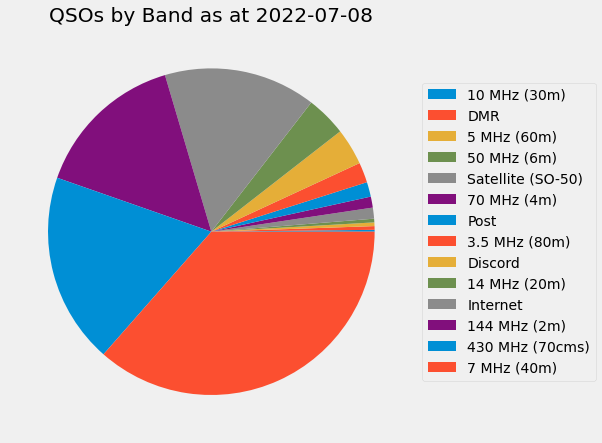 QSOs by Band as at 2022-07-08
10 MHz (30m)
DMR
5 MHz (60m)
50 MHz (6m)
Satellite (SO-50)
70 MHz (4m)
Post
3.5 MHz (80m)
Discord
14 MHz (20m)
Internet
144 MHz (2m)
430 MHz (70cms)
7 MHz (40m)